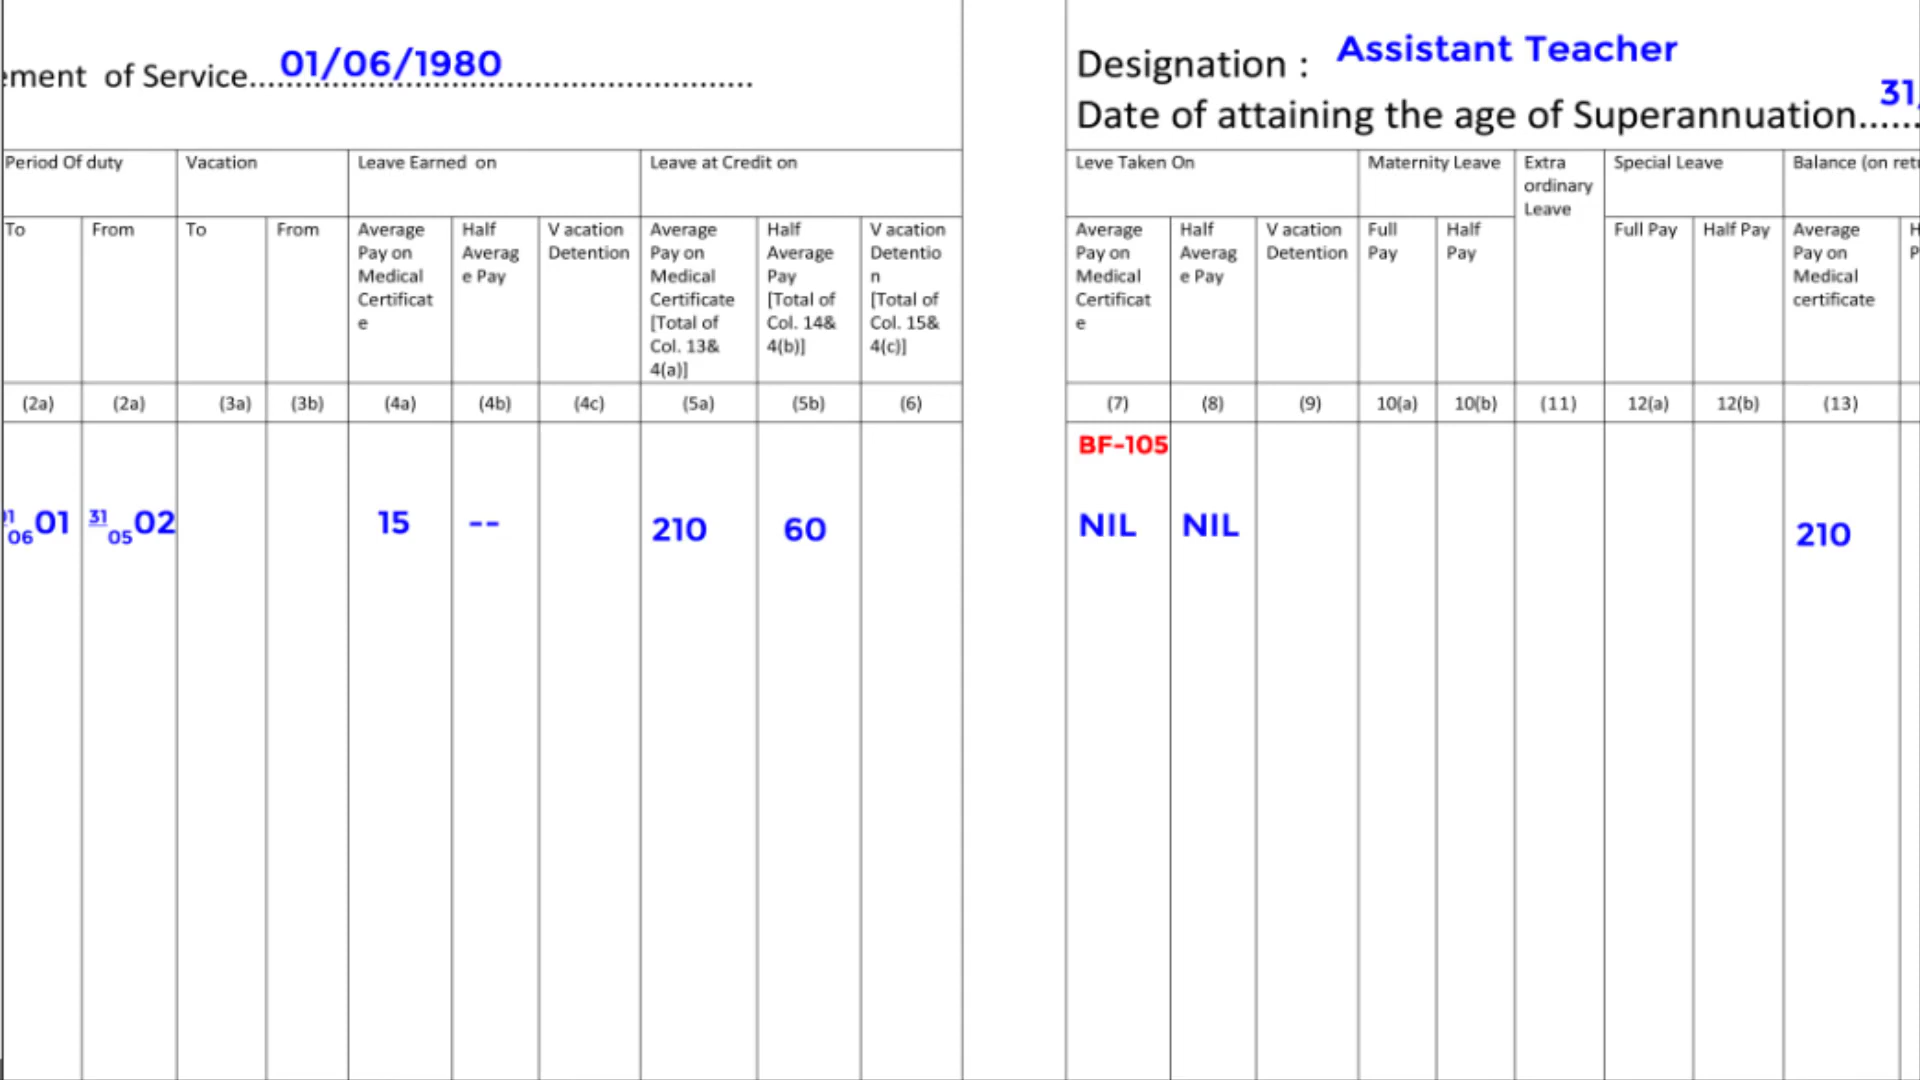 ement of Service....................................................
01/06/1980
Period Of duty
Vacation
Leave Earned on
Leave at Credit on
To
From
To
From
Average
Pay on
Medical
Certificat
e
Half
Averag
e Pay
V acation
Detention
Average
Pay on
Medical
Certificate
[Total of
Col. 13&
4(a)]
Half
Average
Pay
[Total of
Col. 14&
4(b)]
V acation
Detentio
n
[Total of
Col. 15&
4(c)]
(2a) (2a) (3a) (3b) (4a) (4b) (4c) (5a) (5b) (6)
01 06 01 31 05 02 15 -- 210 60
Designation : Assistant Teacher
Date of attaining the age of Superannuation......
31
Leve Taken On
Maternity Leave
Extra
ordinary
Leave
Special Leave
Balance (on retu
Average
Pay on
Medical
Certificat
e
Half
Averag
e Pay
V acation
Detention
Full
Pay
Half
Pay
Full Pay
Half Pay
Average
Pay on
Medical
certificate
H
P
(7) (8) (9) 10(a) 10(b) (11) 12(a) 12(b) (13)
BF-105
NIL NIL 210